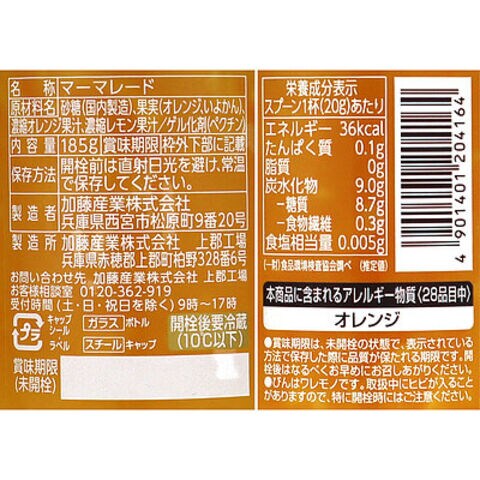 名 称 マーマレード
原材料名 砂糖(国内製造)、果実(オレンジ、いよかん)、
濃縮オレンジ果汁、濃縮レモン果汁/ゲル化剤(ペクチン)
内容量 185g 賞味期限 枠外下部に記載
保存方法 開栓前は直射日光を避け、常温
で保存してください。
製造者 加藤産業株式会社
兵庫県西宮市松原町9番20号
製造所 加藤産業株式会社 上郡工場
兵庫県赤穂郡上郡町柏野328番6号
お問い合わせ先 加藤産業株式会社 上郡工場
お客様相談室 0791-52-5919
受付時間(土・日・祝日を除く)9時~17時
プラ キャップ
シール
ラベル
ガラス ボトル
スチール キャップ
開栓後要冷蔵
(10℃以下)
賞味期限
(未開栓)
栄養成分表示
スプーン1杯(20g)あたり
エネルギー 36kcal
たんぱく質 0.1g
脂質 0g
炭水化物 9.0g
-糖質 8.7g
-食物繊維 0.3g
食塩相当量 0.005g
(一財)食品環境検査協会調べ (推定値)
4 901401 204164
本商品に含まれるアレルギー物質(28品目中)
オレンジ
●賞味期限は、未開栓の状態で、表示されている
方法で保存した際に品質が保たれる期限です。開
栓後はなるべくお早めにお召しあがりください。
●びんはワレモノです。取扱中にヒビが入ること
がありますので、特に開栓時にはご注意ください。